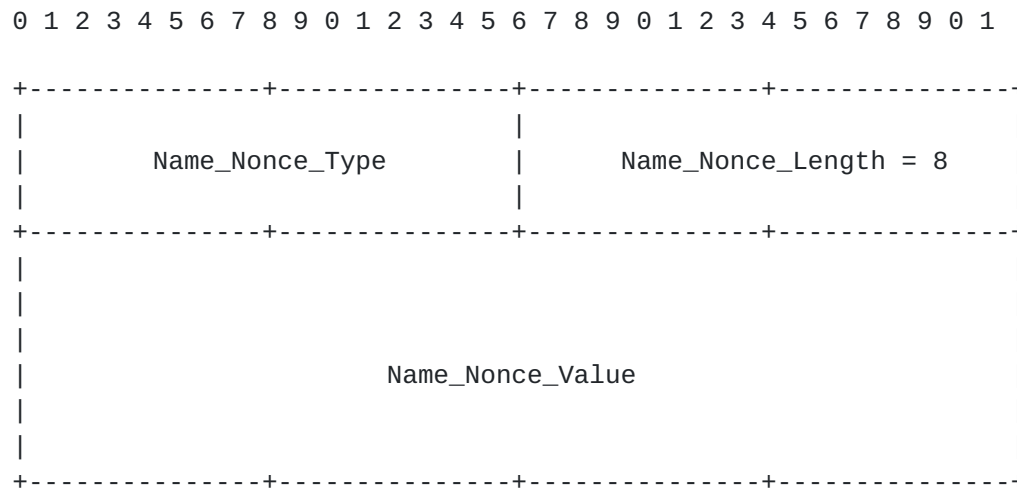 0 1 2 3 4 5 6 7 8 9 0 1 2 3 4 5 6 7 8 9 0 1 2 3 4 5 6 7 8 9 0 1
Name_Nonce_Type Name_Nonce_Length = 8
Name_Nonce_Value